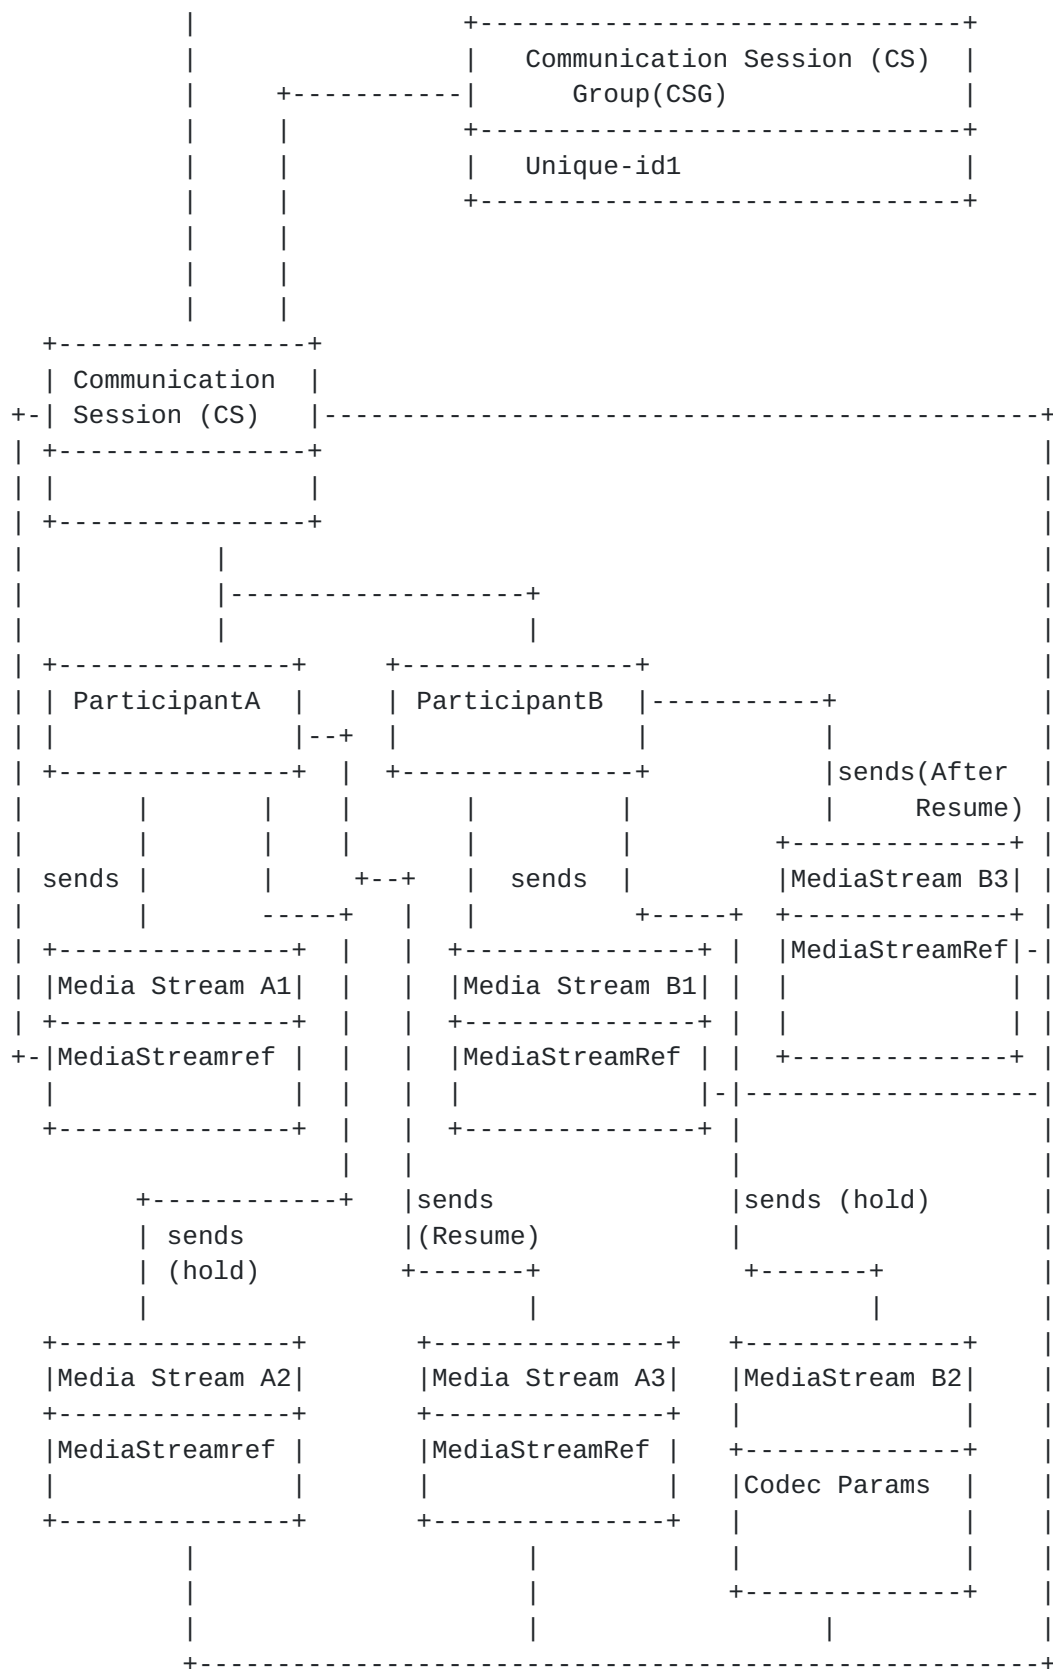 Communication Session (CS)
Group(CSG)
Unique-id1
Communication
Session (CS)
ParticipantA
ParticipantB
sends(After
Resume)
sends
sends
MediaStream B3
MediaStreamRef
Media Stream A1
Media Stream B1
MediaStreamref
MediaStreamRef
sends
sends (hold)
sends
(Resume)
(hold)
Media Stream A2
Media Stream A3
MediaStream B2
MediaStreamref
MediaStreamRef
Codec Params